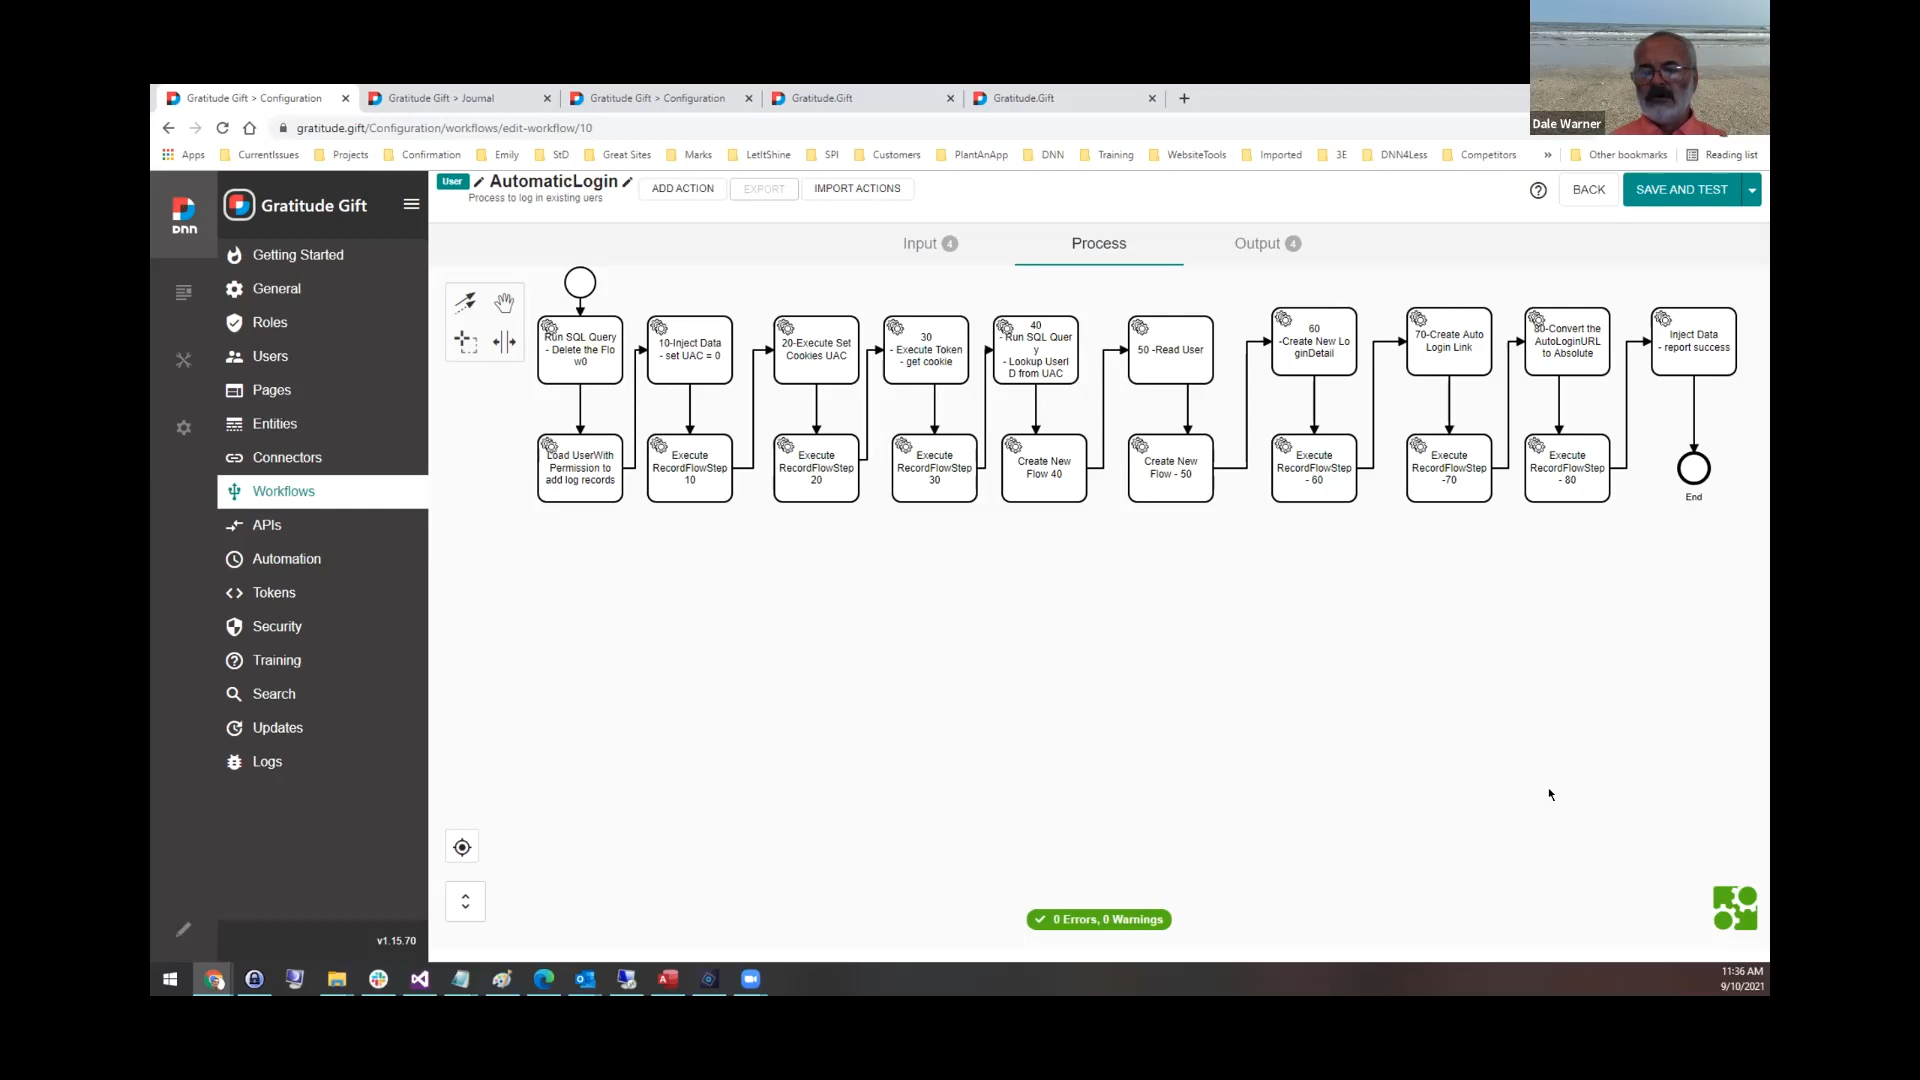 Dale Warner
Gratitude Gift > Configuration
Gratitude Gift > Journal
Gratitude Gift > Configuration
Gratitude.Gift
Gratitude.Gift
gratitude.gift/Configuration/workflows/edit-workflow/10
Apps
CurrentIssues
Projects
Confirmation
Emily
StD
Great Sites
Marks
LetItShine
SPI
Customers
PlantAnApp
DNN
Training
WebsiteTools
Imported
3E
DNN4Less
Competitors
»
Other bookmarks
Reading list
DNN
Gratitude Gift
User
AutomaticLogin
Process to log in existing uers
ADD ACTION
EXPORT
IMPORT ACTIONS
BACK
SAVE AND TEST
Input 4
Process
Output 4
Getting Started
General
Roles
Users
Pages
Entities
Connectors
Workflows
APIs
Automation
Tokens
Security
Training
Search
Updates
Logs
v1.15.70
Run SQL Query
- Delete the Flo
w0
10-Inject Data
- set UAC = 0
20-Execute Set
Cookies UAC
30
- Execute Token
- get cookie
40
- Run SQL Quer
y
- Lookup UserI
D from UAC
50 -Read User
60
-Create New Lo
ginDetail
70-Create Auto
Login Link
80-Convert the
AutoLoginURL
to Absolute
Inject Data
- report success
Load UserWith
Permission to
add log records
Execute
RecordFlowStep
10
Execute
RecordFlowStep
20
Execute
RecordFlowStep
30
Create New
Flow 40
Create New
Flow - 50
Execute
RecordFlowStep
- 60
Execute
RecordFlowStep
-70
Execute
RecordFlowStep
- 80
End
0 Errors, 0 Warnings
11:36 AM
9/10/2021